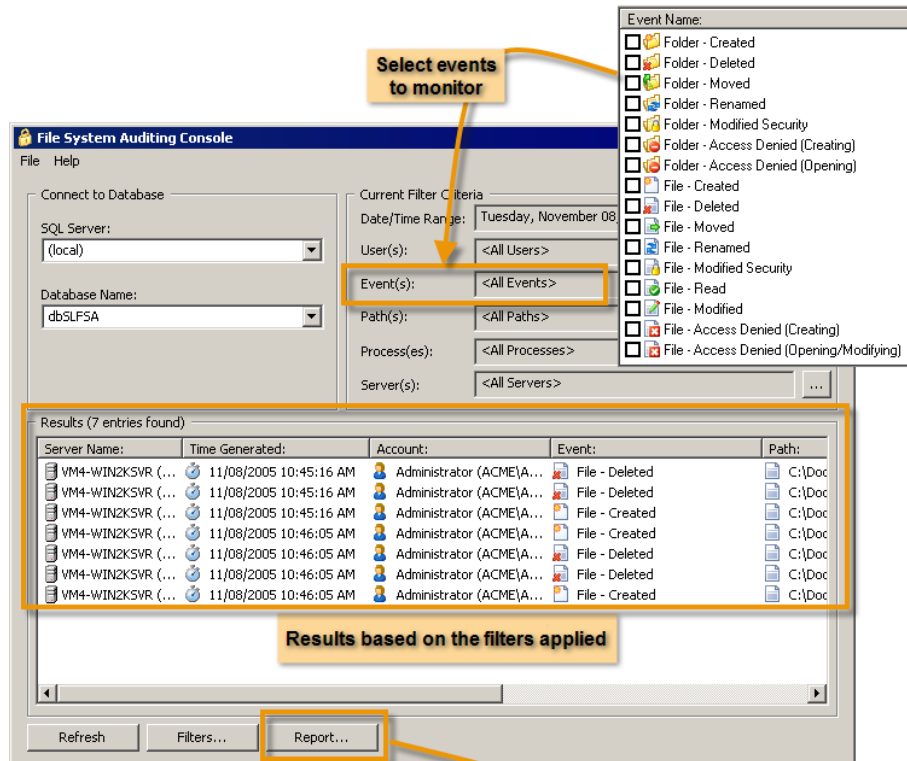 Event Name:
Folder - Created
Folder - Deleted
Folder - Moved
Folder - Renamed
Folder - Modified Security
Folder - Access Denied (Creating)
Folder - Access Denied (Opening)
File - Created
File - Deleted
File - Moved
File - Renamed
File - Modified Security
File - Read
File - Modified
File - Access Denied (Creating)
File - Access Denied (Opening/Modifying)
Select events
to monitor
File System Auditing Console
File Help
Connect to Database
SQL Server:
(local)
Database Name:
dbSLFSA
Current Filter Criteria
Date/Time Range: Tuesday, November 08,
User(s): <All Users>
Event(s): <All Events>
Path(s): <All Paths>
Process(es): <All Processes>
Server(s): <All Servers> ...
Results (7 entries found)
Server Name: Time Generated: Account: Event: Path:
VM4-WIN2KSVR (... 11/08/2005 10:45:16 AM Administrator (ACME\A... File - Deleted C:\Doc
VM4-WIN2KSVR (... 11/08/2005 10:45:16 AM Administrator (ACME\A... File - Deleted C:\Doc
VM4-WIN2KSVR (... 11/08/2005 10:45:16 AM Administrator (ACME\A... File - Created C:\Doc
VM4-WIN2KSVR (... 11/08/2005 10:46:05 AM Administrator (ACME\A... File - Created C:\Doc
VM4-WIN2KSVR (... 11/08/2005 10:46:05 AM Administrator (ACME\A... File - Deleted C:\Doc
VM4-WIN2KSVR (... 11/08/2005 10:46:05 AM Administrator (ACME\A... File - Deleted C:\Doc
VM4-WIN2KSVR (... 11/08/2005 10:46:05 AM Administrator (ACME\A... File - Created C:\Doc
Results based on the filters applied
Refresh Filters... Report...